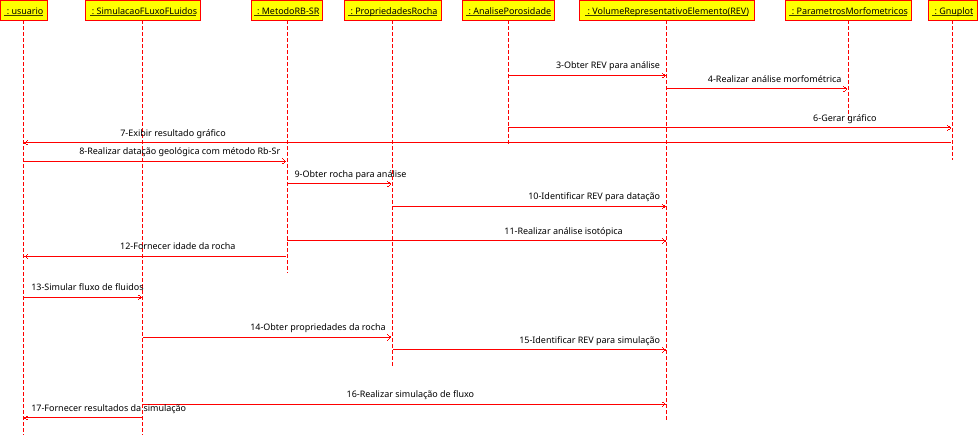 : usuario
: SimulacaoFLuxoFLuidos
: MetodoRB-SR
: PropriedadesRocha
: AnalisePorosidade
: VolumeRepresentativoElemento(REV)
: ParametrosMorfometricos
: Gnuplot
3-Obter REV para análise
4-Realizar análise morfométrica
6-Gerar gráfico
7-Exibir resultado gráfico
8-Realizar datação geológica com método Rb-Sr
9-Obter rocha para análise
10-Identificar REV para datação
11-Realizar análise isotópica
12-Fornecer idade da rocha
13-Simular fluxo de fluidos
14-Obter propriedades da rocha
15-Identificar REV para simulação
16-Realizar simulação de fluxo
17-Fornecer resultados da simulação